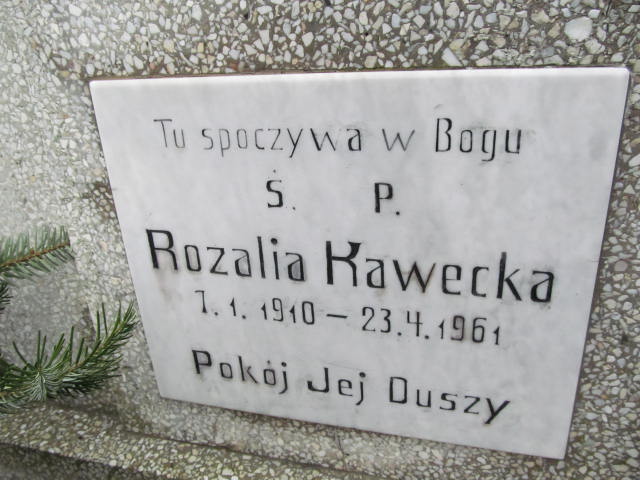 Tu spoczywa w Bogu
Ś. P.
Rozalia Kawecka
7.1.1910 – 23.4.1961
Pokój Jej Duszy